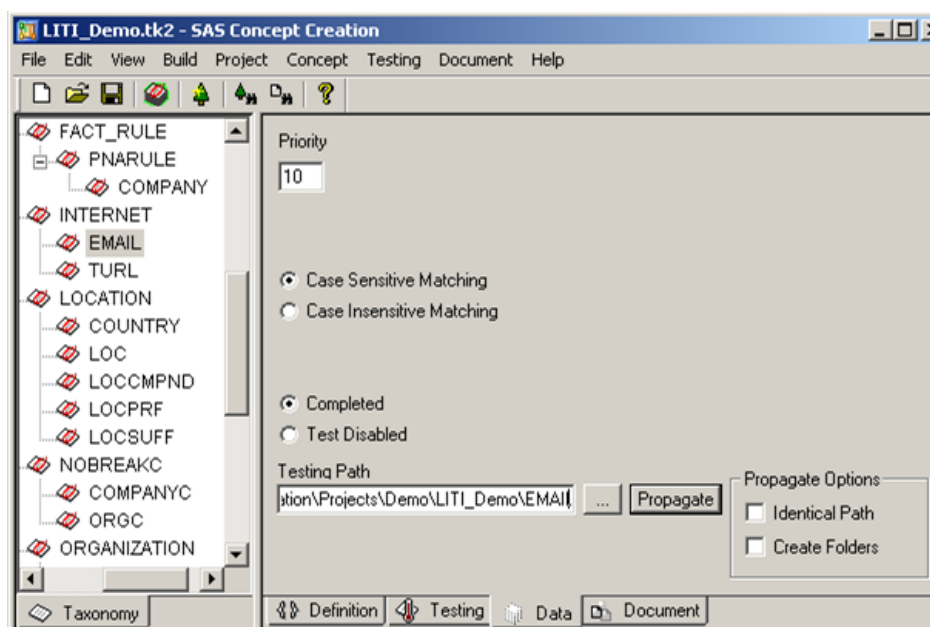 LITI_Demo.tk2 - SAS Concept Creation
File Edit View Build Project Concept Testing Document Help
FACT_RULE
PNARULE
COMPANY
INTERNET
EMAIL
TURL
LOCATION
COUNTRY
LOC
LOCCMPND
LOCPRF
LOCSUFF
NOBREAKC
COMPANYC
ORGC
ORGANIZATION
Taxonomy
Priority
10
Case Sensitive Matching
Case Insensitive Matching
Completed
Test Disabled
Testing Path
ation\Projects\Demo\LITI_Demo\EMAIL
... Propagate
Propagate Options
Identical Path
Create Folders
Definition Testing Data Document